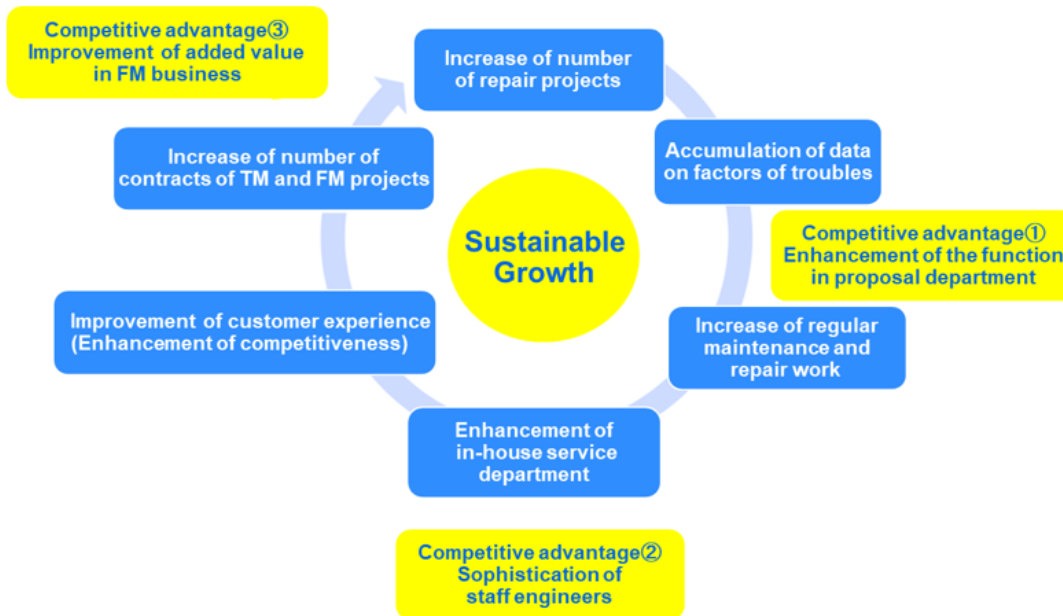 Competitive advantage③
Improvement of added value
in FM business
Increase of number
of repair projects
Accumulation of data
on factors of troubles
Competitive advantage①
Enhancement of the function
in proposal department
Increase of regular
maintenance and
repair work
Enhancement of
in-house service
department
Competitive advantage②
Sophistication of
staff engineers
Improvement of customer experience
(Enhancement of competitiveness)
Increase of number of
contracts of TM and FM projects
Sustainable
Growth